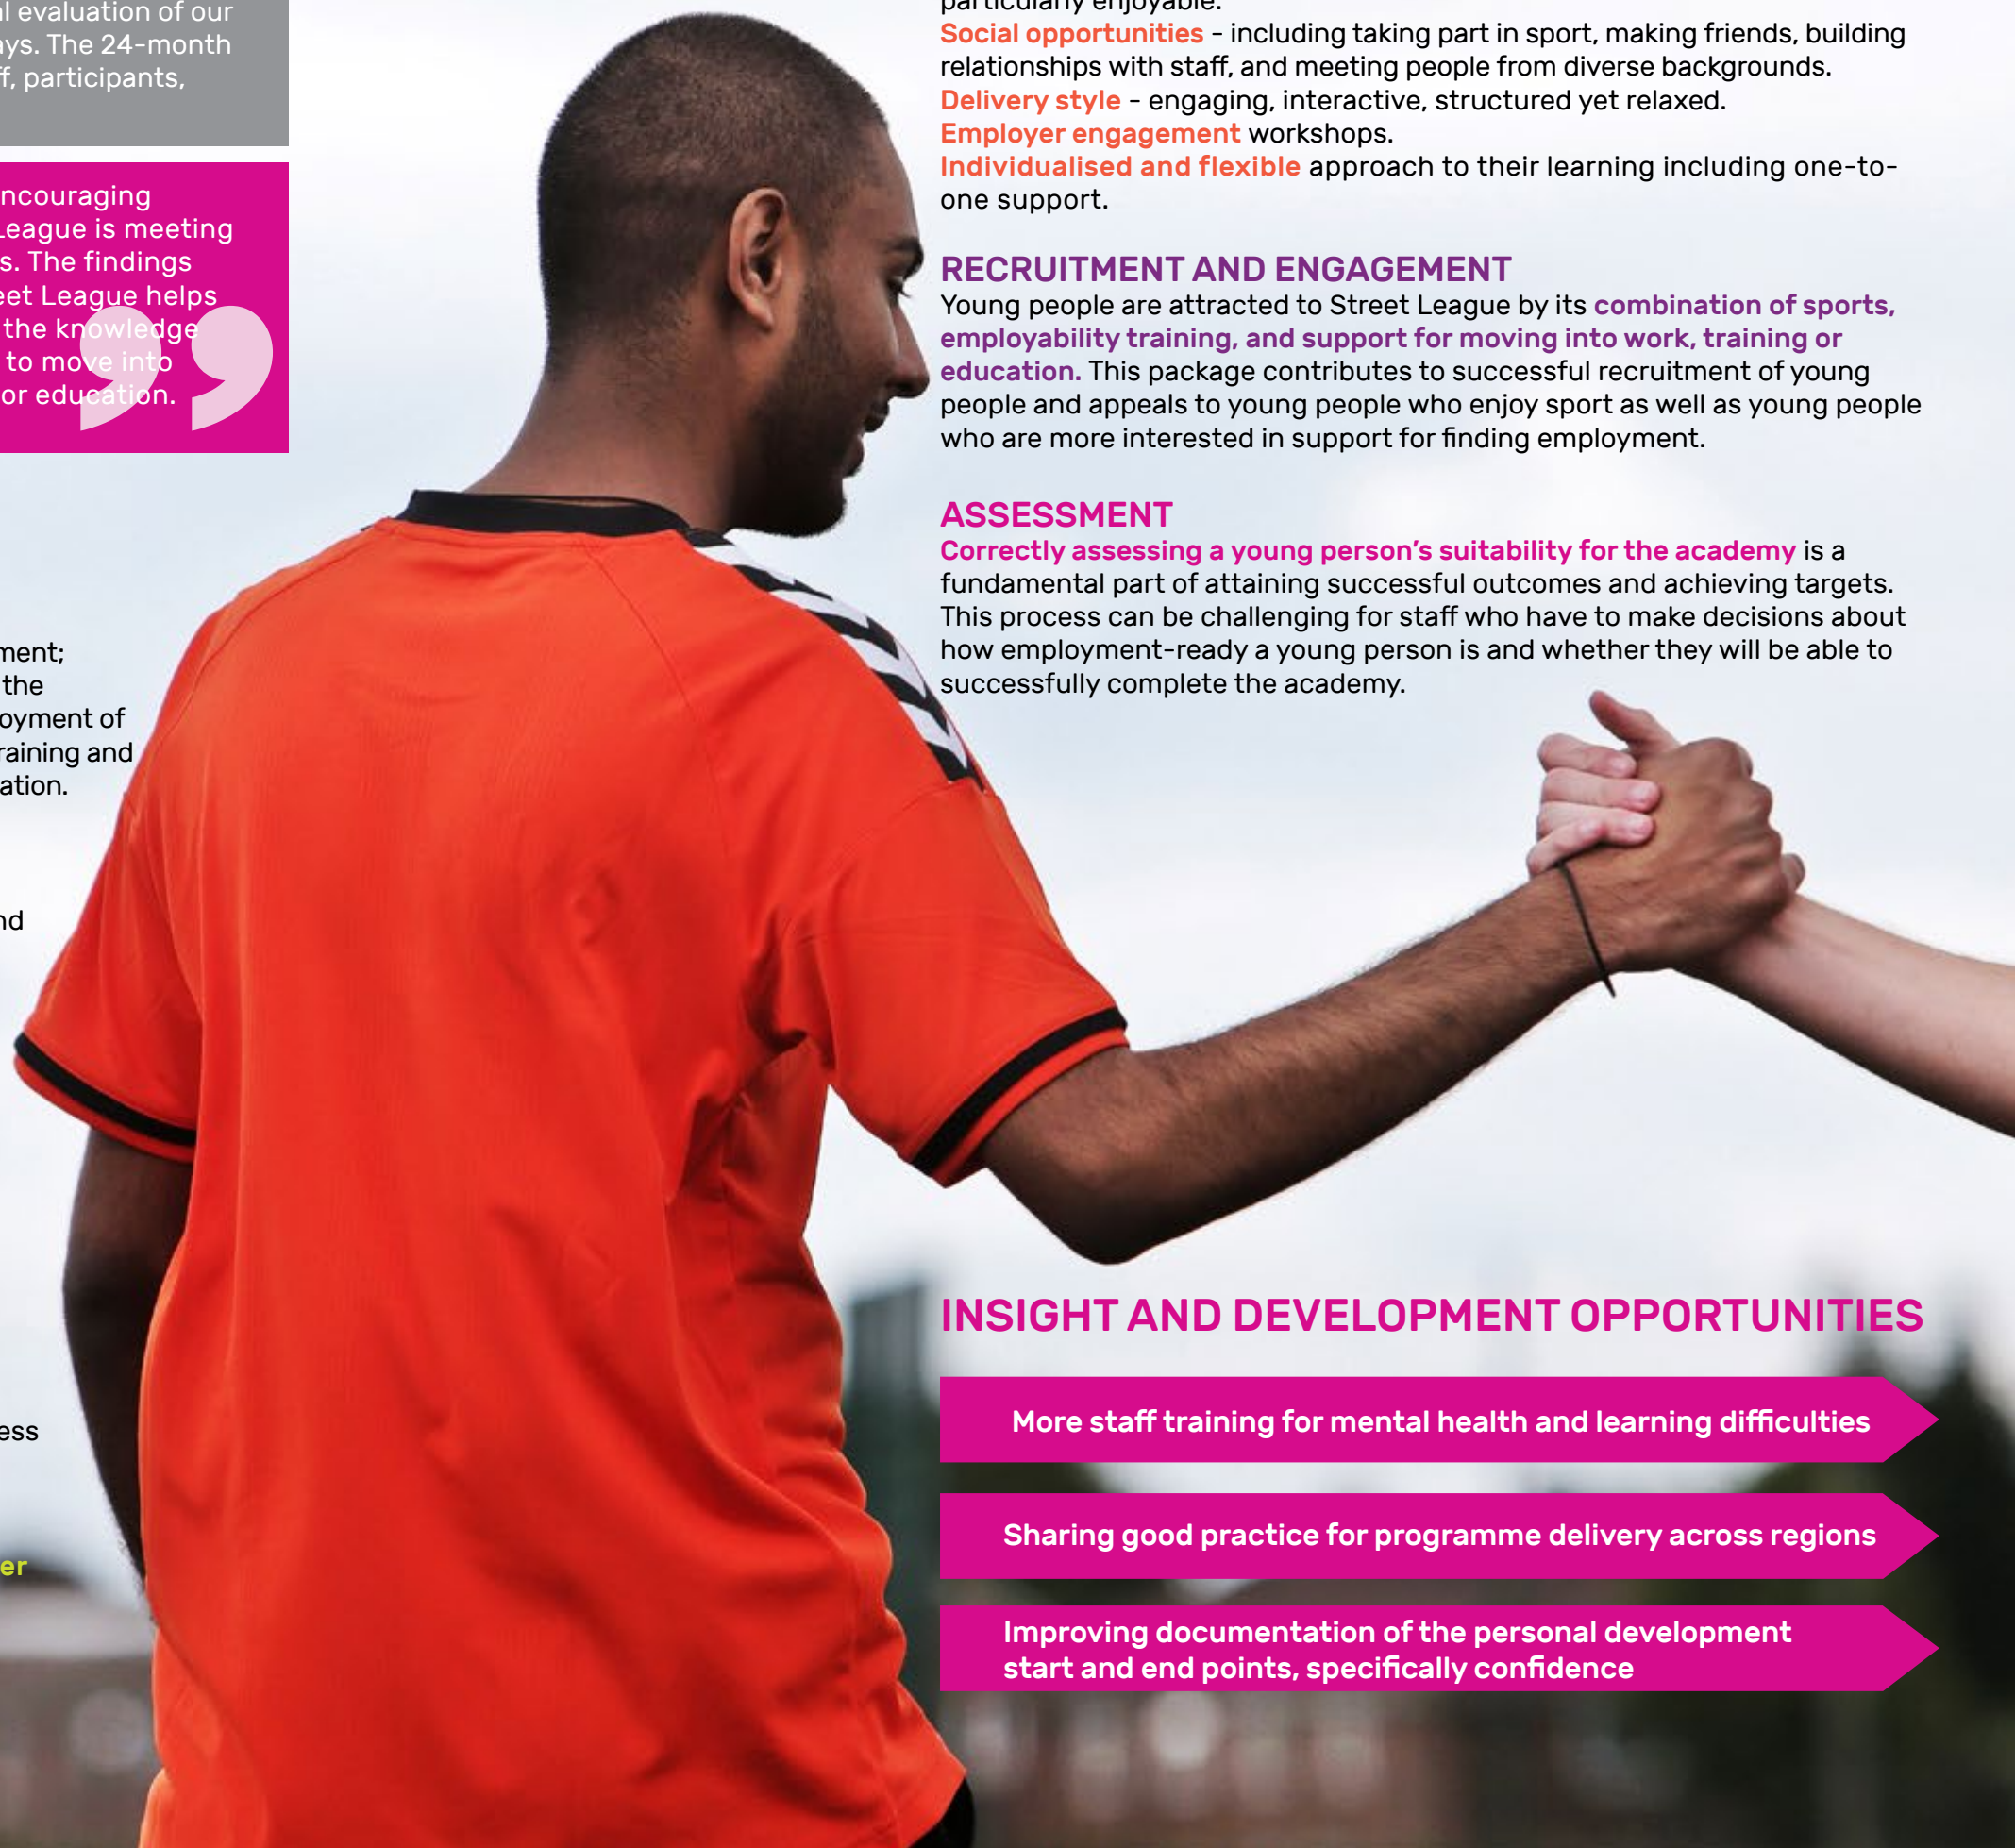 l evaluation of our
ays. The 24-month
ff, participants,
ncouraging
League is meeting
s. The findings
eet League helps
the knowledge
to move into
or education.
ment;
the
oyment of
raining and
ation.
nd
ess
er
particularly enjoyable.
Social opportunities - including taking part in sport, making friends, building
relationships with staff, and meeting people from diverse backgrounds.
Delivery style - engaging, interactive, structured yet relaxed.
Employer engagement workshops.
Individualised and flexible approach to their learning including one-to-
one support.
RECRUITMENT AND ENGAGEMENT
Young people are attracted to Street League by its combination of sports,
employability training, and support for moving into work, training or
education. This package contributes to successful recruitment of young
people and appeals to young people who enjoy sport as well as young people
who are more interested in support for finding employment.
ASSESSMENT
Correctly assessing a young person's suitability for the academy is a
fundamental part of attaining successful outcomes and achieving targets.
This process can be challenging for staff who have to make decisions about
how employment-ready a young person is and whether they will be able to
successfully complete the academy.
INSIGHT AND DEVELOPMENT OPPORTUNITIES
More staff training for mental health and learning difficulties
Sharing good practice for programme delivery across regions
Improving documentation of the personal development
start and end points, specifically confidence